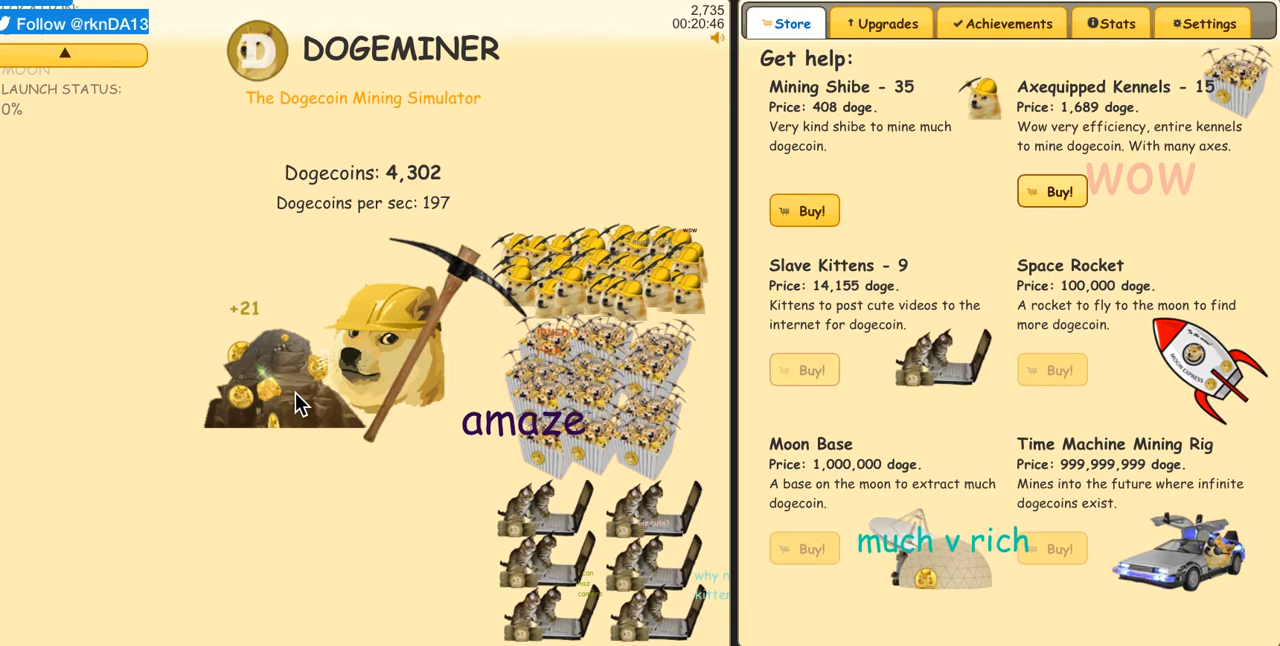 Follow @rknDA13
MOON
LAUNCH STATUS:
0%
2,735
00:20:46
DOGEMINER
The Dogecoin Mining Simulator
Dogecoins: 4,302
Dogecoins per sec: 197
+21
wow
much v
amaze
why n
kitten
Store
Upgrades
Achievements
Stats
Settings
Get help:
Mining Shibe - 35
Price: 408 doge.
Very kind shibe to mine much
dogecoin.
Buy!
Axequipped Kennels - 15
Price: 1,689 doge.
Wow very efficiency, entire kennels
to mine dogecoin. With many axes.
Buy!
wow
Slave Kittens - 9
Price: 14,155 doge.
Kittens to post cute videos to the
internet for dogecoin.
Buy!
Space Rocket
Price: 100,000 doge.
A rocket to fly to the moon to find
more dogecoin.
Buy!
MOON EXPRESS
Moon Base
Price: 1,000,000 doge.
A base on the moon to extract much
dogecoin.
Buy!
much v rich
Time Machine Mining Rig
Price: 999,999,999 doge.
Mines into the future where infinite
dogecoins exist.
Buy!